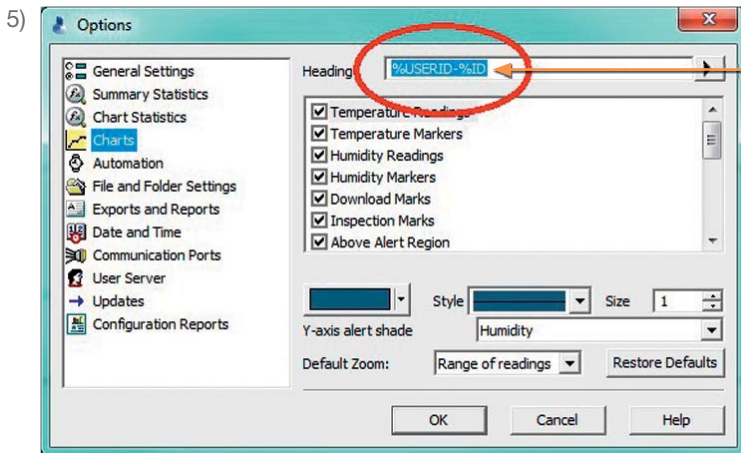 5)
Options
General Settings
Summary Statistics
Chart Statistics
Charts
Automation
File and Folder Settings
Exports and Reports
Date and Time
Communication Ports
User Server
Updates
Configuration Reports
Heading: %USERID-%ID
Temperature Readings
Temperature Markers
Humidity Readings
Humidity Markers
Download Marks
Inspection Marks
Above Alert Region
Style Size 1
Y-axis alert shade Humidity
Default Zoom: Range of readings Restore Defaults
OK Cancel Help